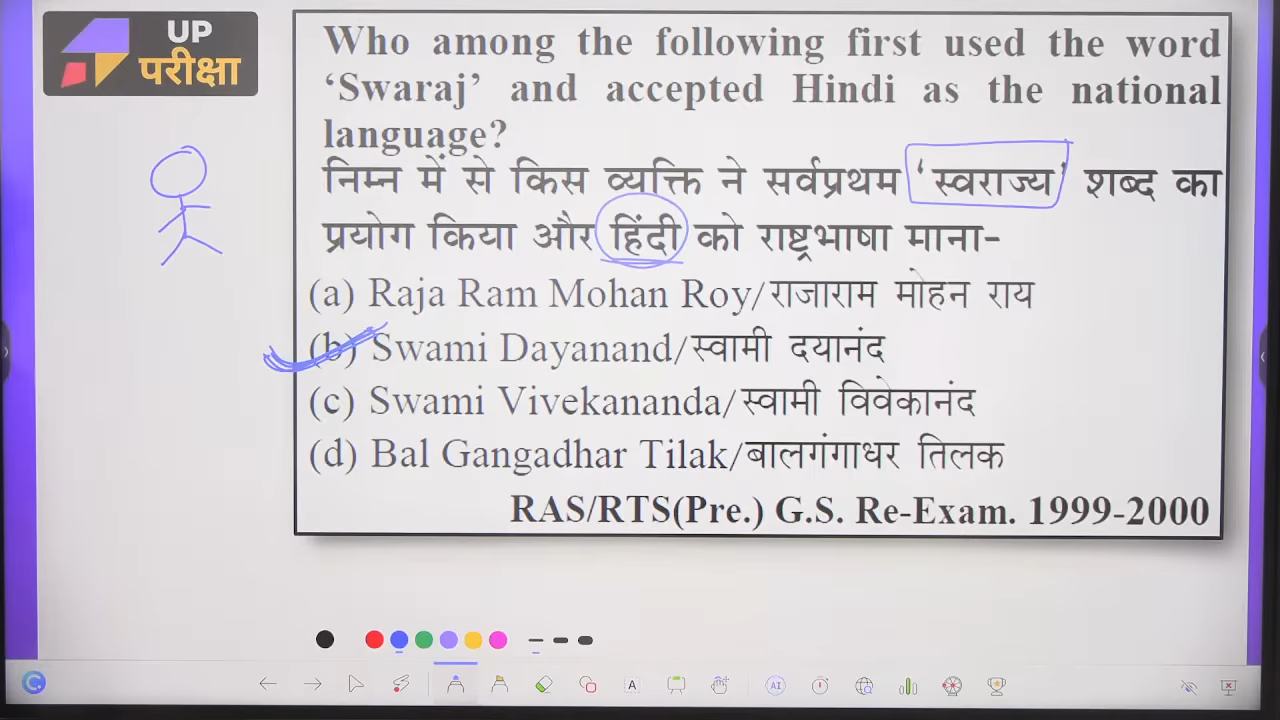 UP
परीक्षा
Who among the following first used the word
‘Swaraj’ and accepted Hindi as the national
language?
निम्न में से किस व्यक्ति ने सर्वप्रथम ‘स्वराज्य’ शब्द का
प्रयोग किया और हिंदी को राष्ट्रभाषा माना-
(a) Raja Ram Mohan Roy/राजाराम मोहन राय
(b) Swami Dayanand/स्वामी दयानंद
(c) Swami Vivekananda/स्वामी विवेकानंद
(d) Bal Gangadhar Tilak/बालगंगाधर तिलक
RAS/RTS(Pre.) G.S. Re-Exam. 1999-2000
A
AI